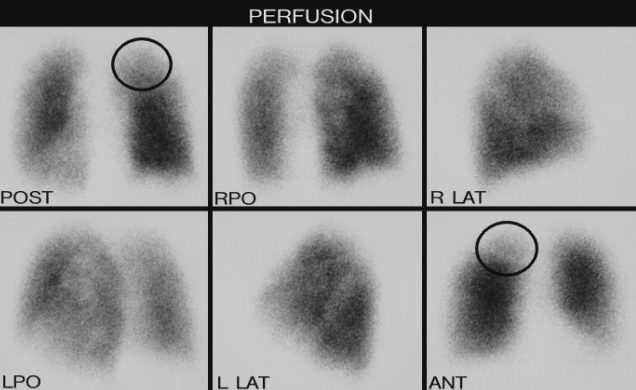 PERFUSION
POST
RPO
R LAT
LPO
L LAT
ANT